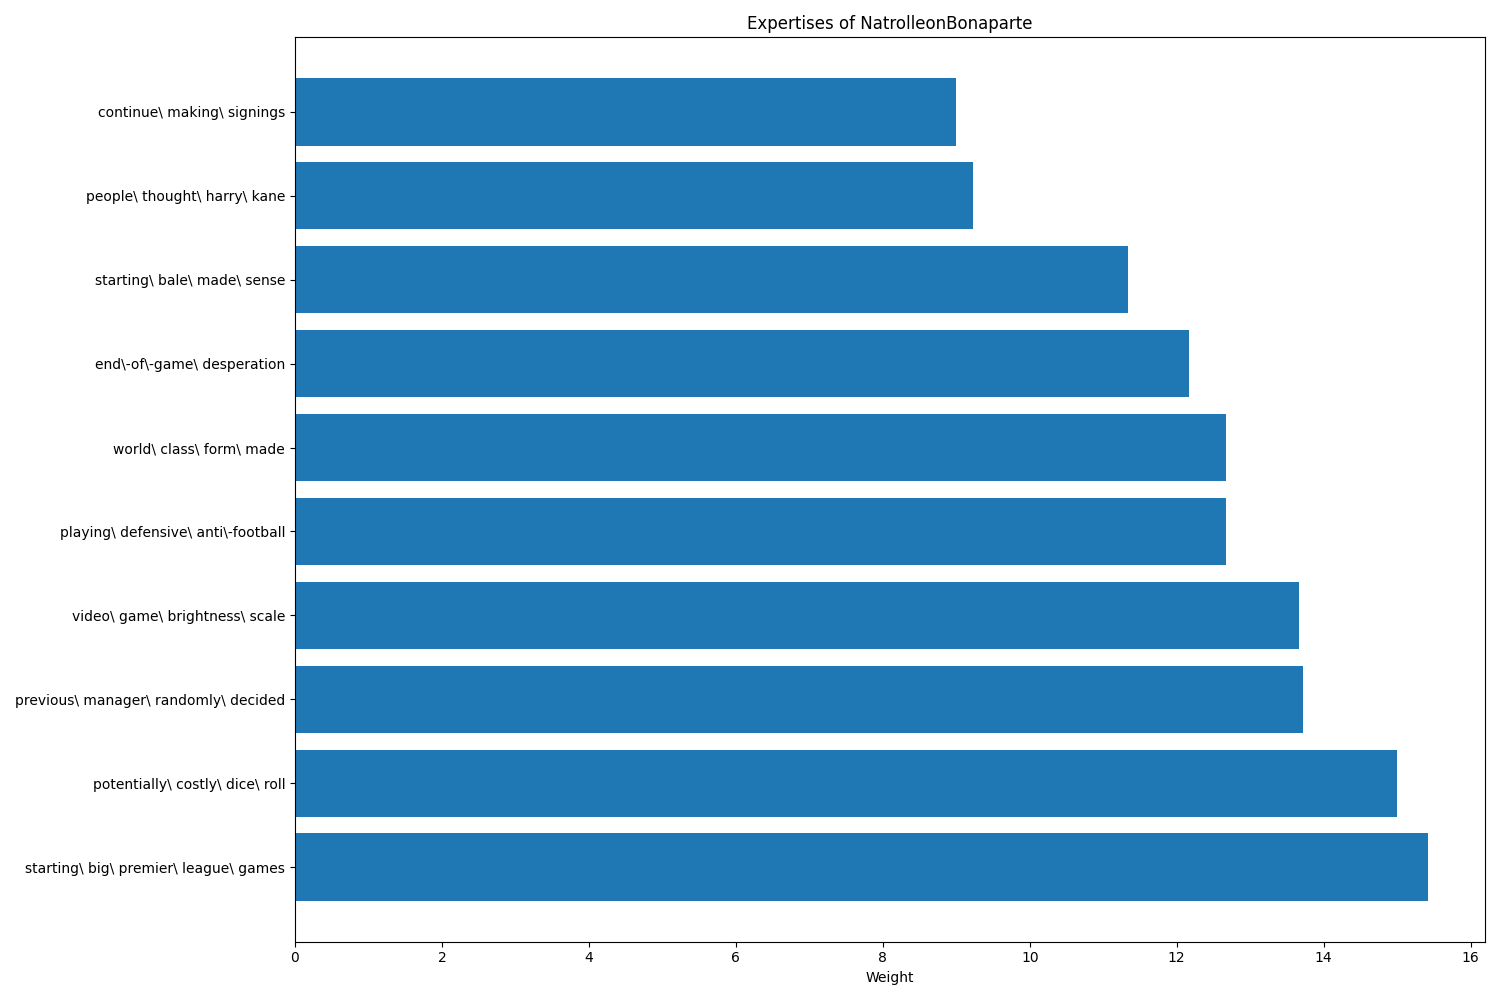 Expertises of NatrolleonBonaparte
continue\ making\ signings
people\ thought\ harry\ kane
starting\ bale\ made\ sense
end\-of\-game\ desperation
world\ class\ form\ made
playing\ defensive\ anti\-football
video\ game\ brightness\ scale
previous\ manager\ randomly\ decided
potentially\ costly\ dice\ roll
starting\ big\ premier\ league\ games
0 2 4 6 8 10 12 14 16
Weight